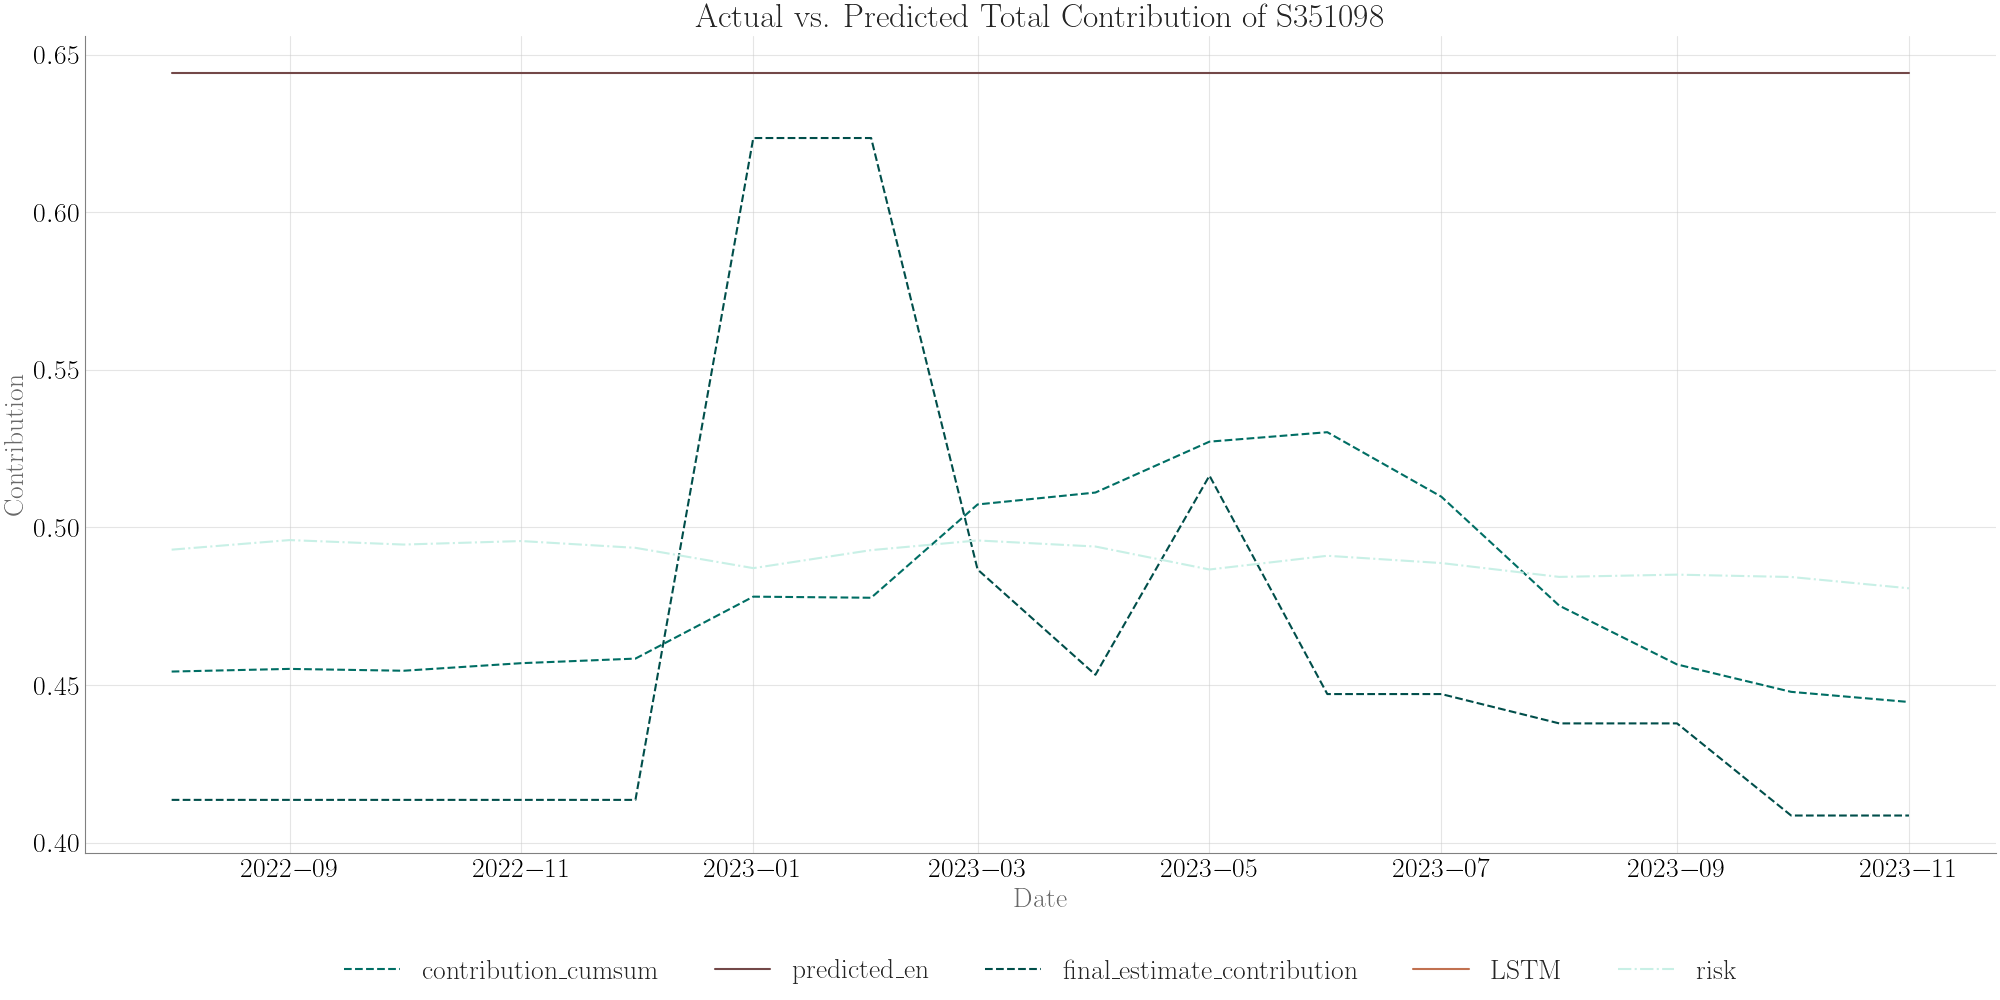 Actual vs. Predicted Total Contribution of S351098
0.65
0.60
0.55
0.50
0.45
0.40
Contribution
2022–09 2022–11 2023–01 2023–03 2023–05 2023–07 2023–09 2023–11
Date
contribution_cumsum predicted_en final_estimate_contribution LSTM risk